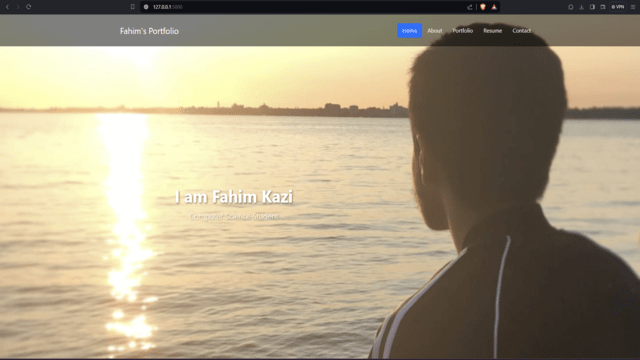 127.0.0.1:5000
VPN
Fahim's Portfolio
Home
About
Portfolio
Resume
Contact
I am Fahim Kazi
Computer Science Student